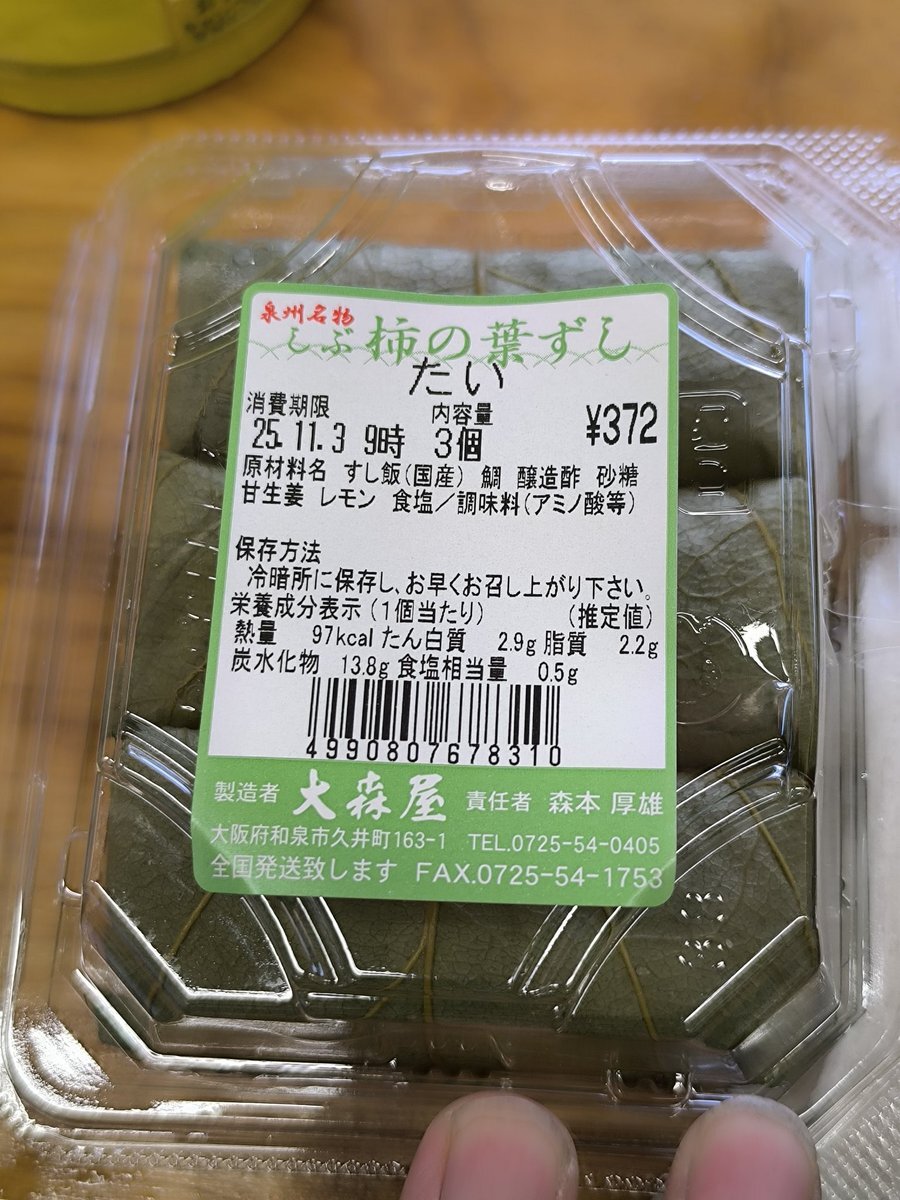 泉州名物
しぶ柿の葉ずし
たい
消費期限 内容量
25.11.3 9時 3個 ¥372
原材料名 すし飯(国産) 鯛 醸造酢 砂糖
甘生姜 レモン 食塩/調味料(アミノ酸等)
保存方法
冷暗所に保存し、お早くお召し上がり下さい。
栄養成分表示(1個当たり) (推定値)
熱量 97kcal たん白質 2.9g 脂質 2.2g
炭水化物 13.8g 食塩相当量 0.5g
4990807678310
製造者 大森屋 責任者 森本 厚雄
大阪府和泉市久井町163-1 TEL.0725-54-0405
全国発送致します FAX.0725-54-1753